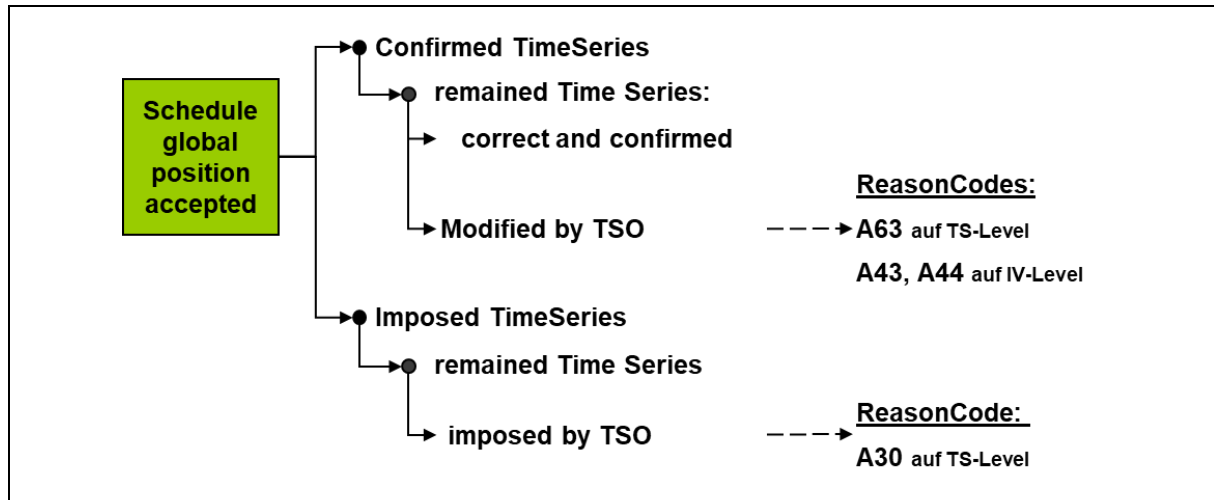 Schedule
global
position
accepted
Confirmed TimeSeries
remained Time Series:
correct and confirmed
Modified by TSO
ReasonCodes:
A63 auf TS-Level
A43, A44 auf IV-Level
Imposed TimeSeries
remained Time Series
imposed by TSO
ReasonCode:
A30 auf TS-Level